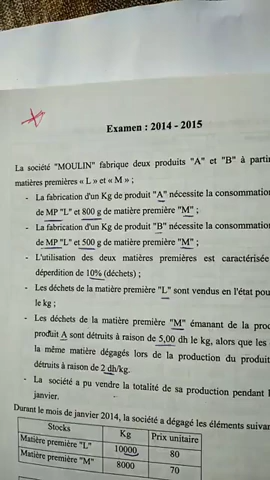 Examen : 2014 - 2015
La société "MOULIN" fabrique deux produits "A" et "B" à parti
matières premières « L » et « M » ;
- La fabrication d'un Kg de produit "A" nécessite la consommation
de MP "L" et 800 g de matière première "M" ;
- La fabrication d'un Kg de produit "B" nécessite la consommation
de MP "L" et 500 g de matière première "M" ;
- L'utilisation des deux matières premières est caractérisée
déperdition de 10% (déchets) ;
- Les déchets de la matière première "L" sont vendus en l'état pou
le kg ;
- Les déchets de la matière première "M" émanant de la prod
produit A sont détruits à raison de 5,00 dh le kg, alors que les d
la même matière dégagés lors de la production du produit
détruits à raison de 2 dh/kg.
- La société a pu vendre la totalité de sa production pendant l
janvier.
Durant le mois de janvier 2014, la société a dégagé les éléments suivan
Stocks Kg Prix unitaire
Matière première "L" 10000 80
Matière première "M" 8000 70